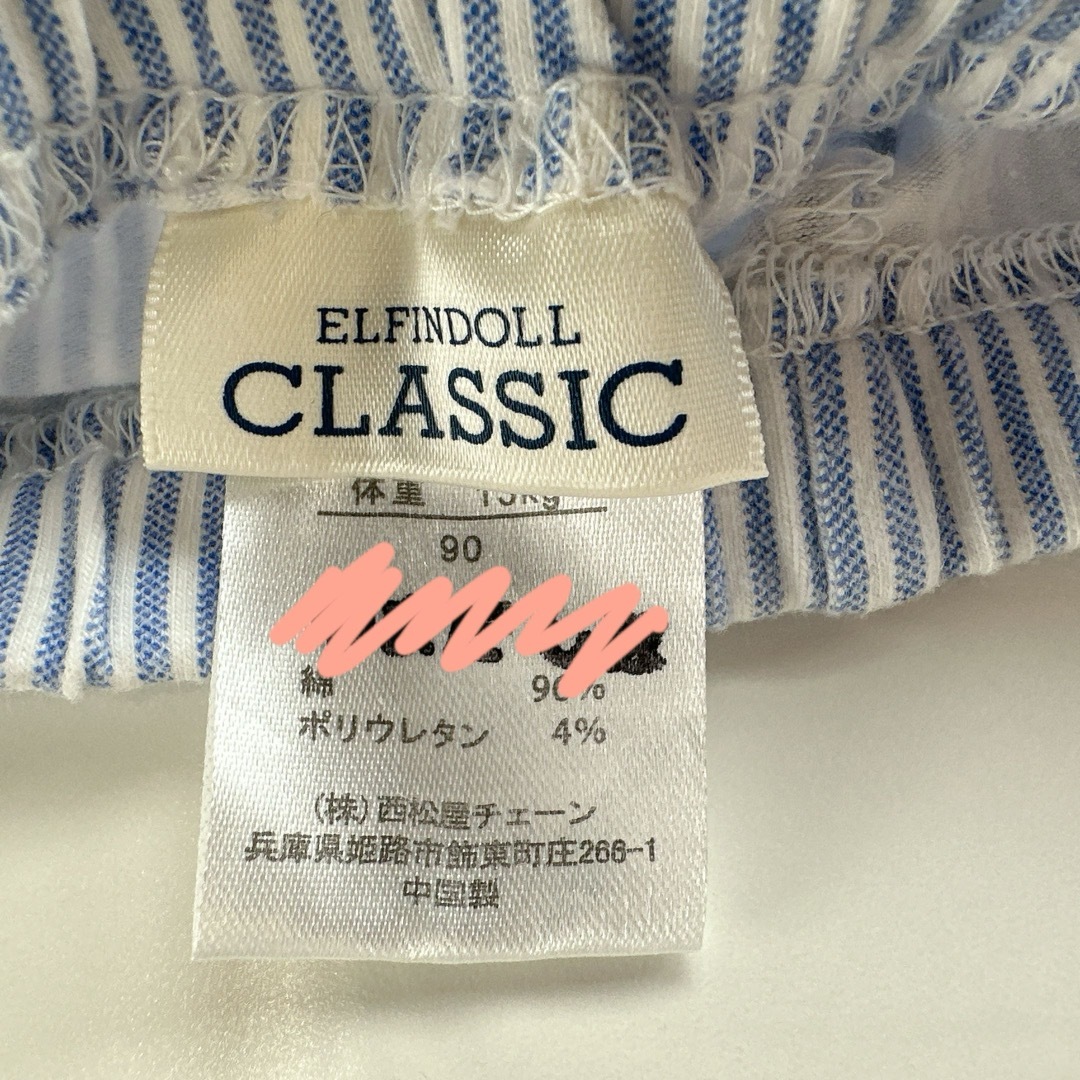 ELFINDOLL
CLASSIC
体重 13kg
90
綿 96%
ポリウレタン 4%
(株)西松屋チェーン
兵庫県姫路市飾東町庄266-1
中国製